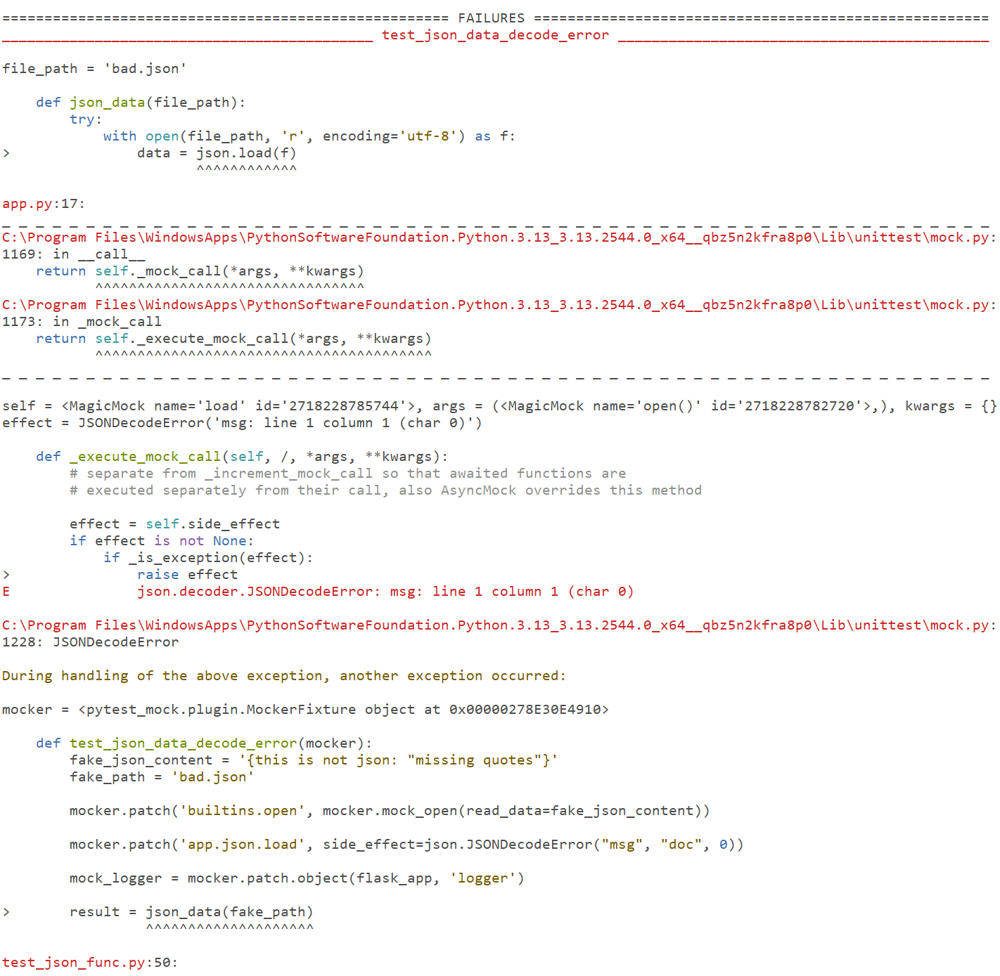 ===================================================== FAILURES ======================================================
____________________________________________ test_json_data_decode_error ____________________________________________
file_path = 'bad.json'
    def json_data(file_path):
        try:
            with open(file_path, 'r', encoding='utf-8') as f:
>               data = json.load(f)
                       ^^^^^^^^^^^^
app.py:17:
_ _ _ _ _ _ _ _ _ _ _ _ _ _ _ _ _ _ _ _ _ _ _ _ _ _ _ _ _ _ _ _ _ _ _ _ _ _ _ _ _ _ _ _ _ _ _ _ _ _ _ _ _ _ _ _ _ _ _
C:\Program Files\WindowsApps\PythonSoftwareFoundation.Python.3.13_3.13.2544.0_x64__qbz5n2kfra8p0\Lib\unittest\mock.py:
1169: in __call__
    return self._mock_call(*args, **kwargs)
           ^^^^^^^^^^^^^^^^^^^^^^^^^^^^^^^^
C:\Program Files\WindowsApps\PythonSoftwareFoundation.Python.3.13_3.13.2544.0_x64__qbz5n2kfra8p0\Lib\unittest\mock.py:
1173: in _mock_call
    return self._execute_mock_call(*args, **kwargs)
           ^^^^^^^^^^^^^^^^^^^^^^^^^^^^^^^^^^^^^^^^
_ _ _ _ _ _ _ _ _ _ _ _ _ _ _ _ _ _ _ _ _ _ _ _ _ _ _ _ _ _ _ _ _ _ _ _ _ _ _ _ _ _ _ _ _ _ _ _ _ _ _ _ _ _ _ _ _ _ _
self = <MagicMock name='load' id='2718228785744'>, args = (<MagicMock name='open()' id='2718228782720'>,), kwargs = {}
effect = JSONDecodeError('msg: line 1 column 1 (char 0)')
    def _execute_mock_call(self, /, *args, **kwargs):
        # separate from _increment_mock_call so that awaited functions are
        # executed separately from their call, also AsyncMock overrides this method
        effect = self.side_effect
        if effect is not None:
            if _is_exception(effect):
>               raise effect
E               json.decoder.JSONDecodeError: msg: line 1 column 1 (char 0)
C:\Program Files\WindowsApps\PythonSoftwareFoundation.Python.3.13_3.13.2544.0_x64__qbz5n2kfra8p0\Lib\unittest\mock.py:
1228: JSONDecodeError
During handling of the above exception, another exception occurred:
mocker = <pytest_mock.plugin.MockerFixture object at 0x00000278E30E4910>
    def test_json_data_decode_error(mocker):
        fake_json_content = '{this is not json: "missing quotes"}'
        fake_path = 'bad.json'
        mocker.patch('builtins.open', mocker.mock_open(read_data=fake_json_content))
        mocker.patch('app.json.load', side_effect=json.JSONDecodeError("msg", "doc", 0))
        mock_logger = mocker.patch.object(flask_app, 'logger')
>       result = json_data(fake_path)
                 ^^^^^^^^^^^^^^^^^^^^
test_json_func.py:50: